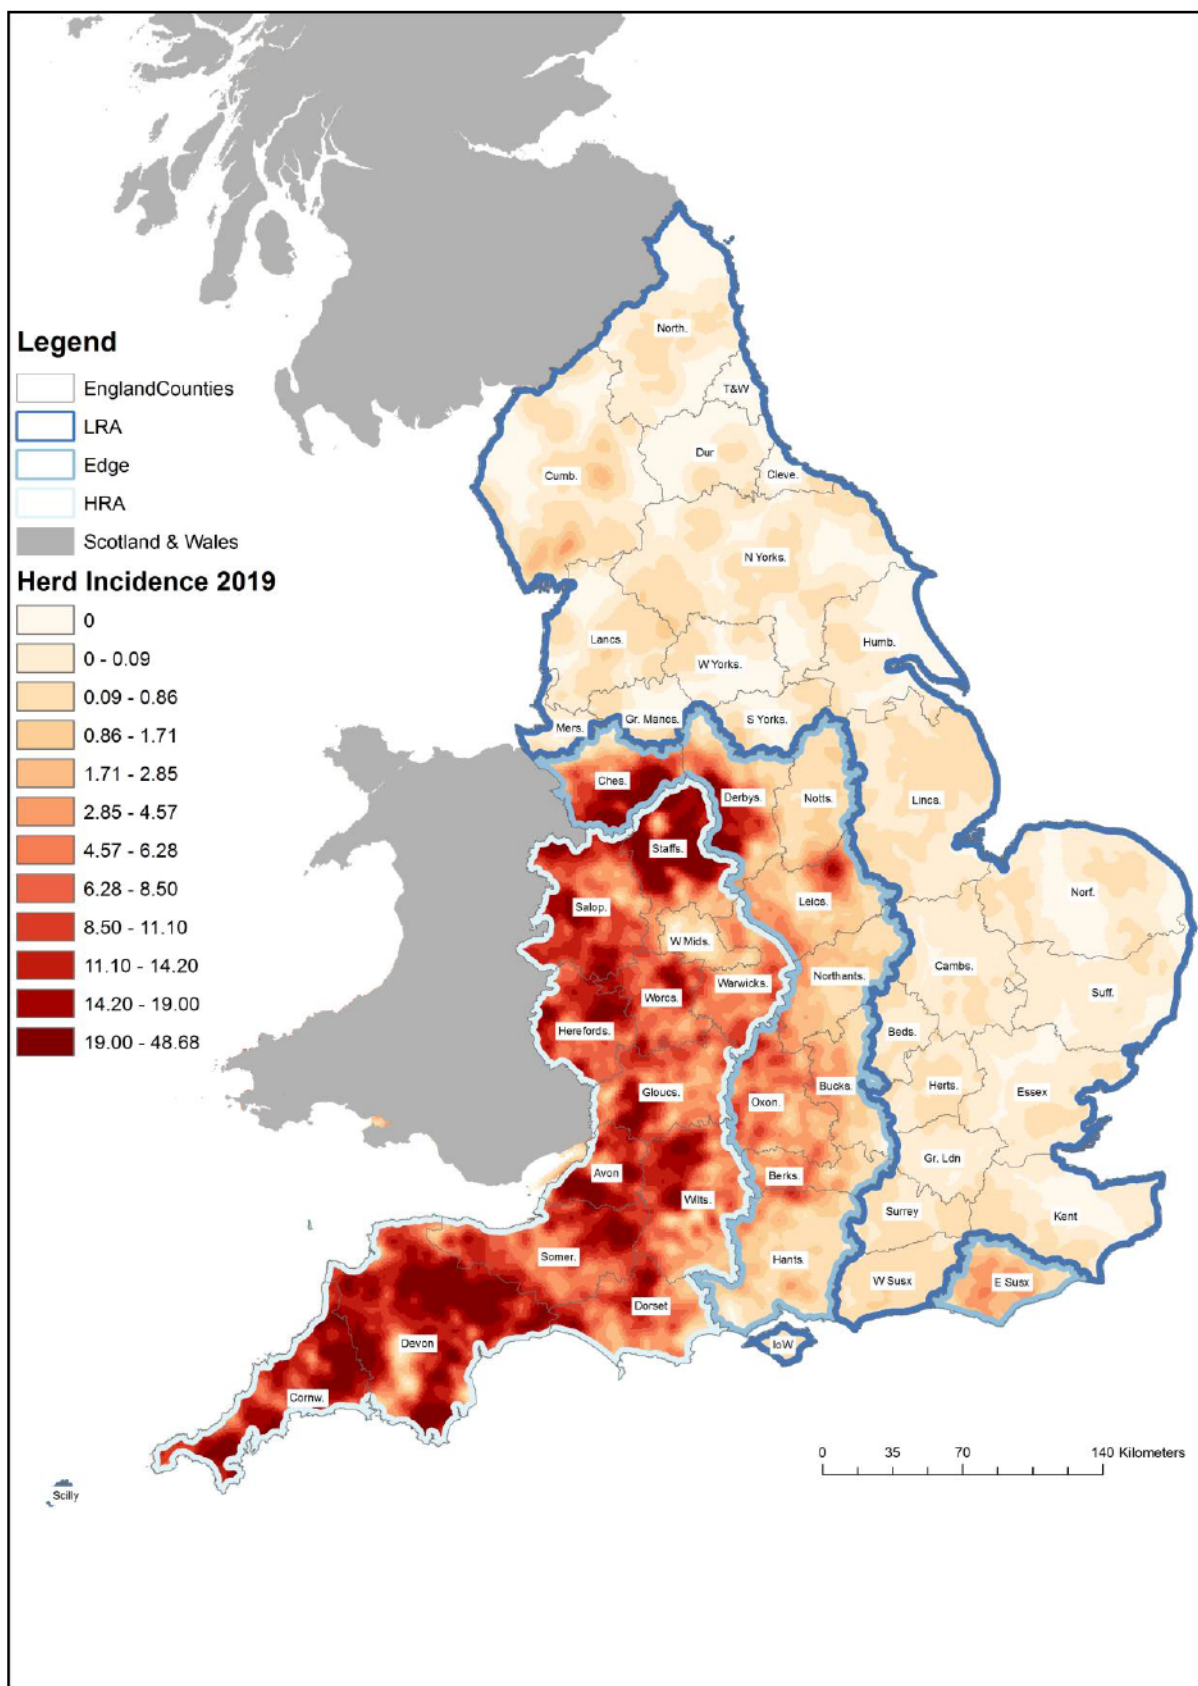 Legend
EnglandCounties
LRA
Edge
HRA
Scotland & Wales
Herd Incidence 2019
0
0 - 0.09
0.09 - 0.86
0.86 - 1.71
1.71 - 2.85
2.85 - 4.57
4.57 - 6.28
6.28 - 8.50
8.50 - 11.10
11.10 - 14.20
14.20 - 19.00
19.00 - 48.68
North.
T&W
Dur
Cumb.
Cleve.
N Yorks.
Lancs.
Humb.
W Yorks.
Mers.
Gr. Mancs.
S Yorks.
Ches.
Derbys.
Notts.
Lincs.
Staffs.
Norf.
Salop.
Leics.
W Mids.
Cambs.
Northants.
Warwicks.
Suff.
Worcs.
Herefords.
Beds.
Gloucs.
Bucks.
Herts.
Essex
Oxon.
Gr. Ldn
Avon
Berks.
Wilts.
Surrey
Kent
Somer.
Hants.
W Susx
E Susx
Dorset
Devon
IoW
Cornw.
Scilly
0 35 70 140 Kilometers